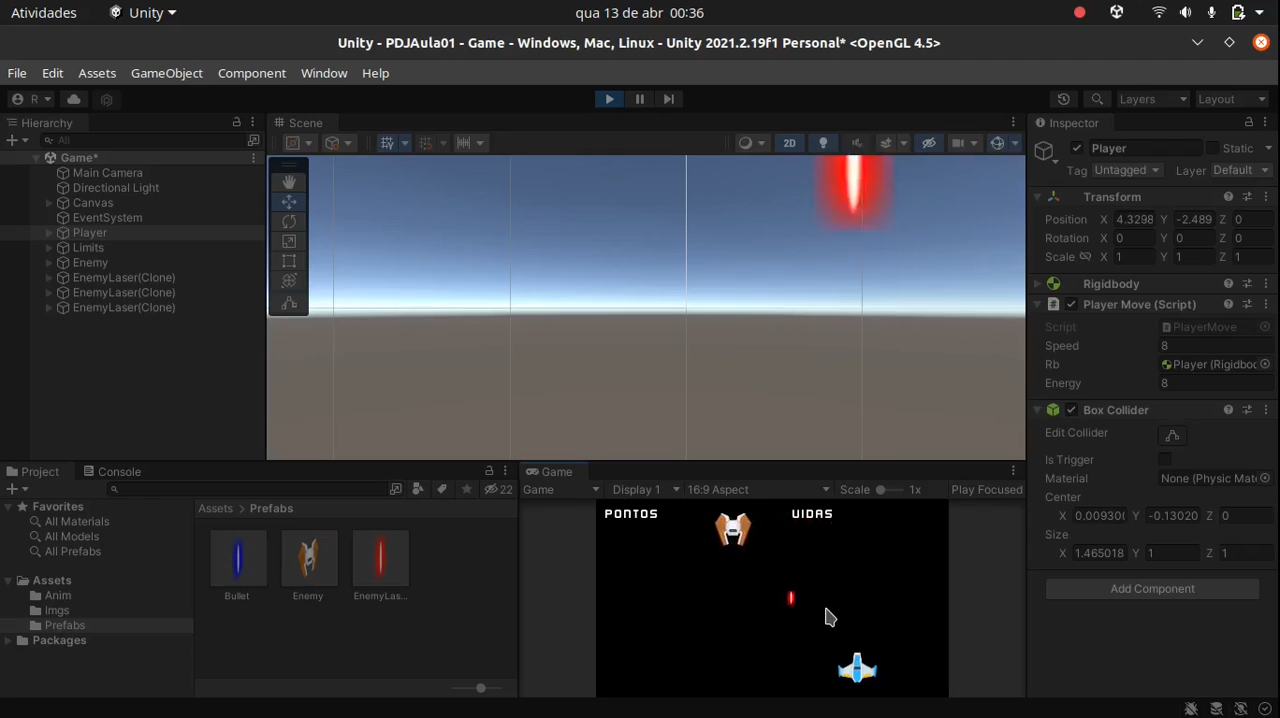 Atividades Unity qua 13 de abr 00:36
Unity - PDJAula01 - Game - Windows, Mac, Linux - Unity 2021.2.19f1 Personal* <OpenGL 4.5>
File Edit Assets GameObject Component Window Help
R Layers Layout
Hierarchy
All
Game*
Main Camera
Directional Light
Canvas
EventSystem
Player
Limits
Enemy
EnemyLaser(Clone)
EnemyLaser(Clone)
EnemyLaser(Clone)
Scene
2D
Inspector
Player Static
Tag Untagged Layer Default
Transform
Position X 4.3298 Y -2.489 Z 0
Rotation X 0 Y 0 Z 0
Scale X 1 Y 1 Z 1
Rigidbody
Player Move (Script)
Script PlayerMove
Speed 8
Rb Player (Rigidboc
Energy 8
Box Collider
Edit Collider
Is Trigger
Material None (Physic Mate
Center
X 0.00930( Y -0.13020 Z 0
Size
X 1.465018 Y 1 Z 1
Add Component
Project Console
22
Favorites
All Materials
All Models
All Prefabs
Assets
Anim
Imgs
Prefabs
Packages
Assets > Prefabs
Bullet Enemy EnemyLas...
Game
Game Display 1 16:9 Aspect Scale 1x Play Focused
PONTOS VIDAS